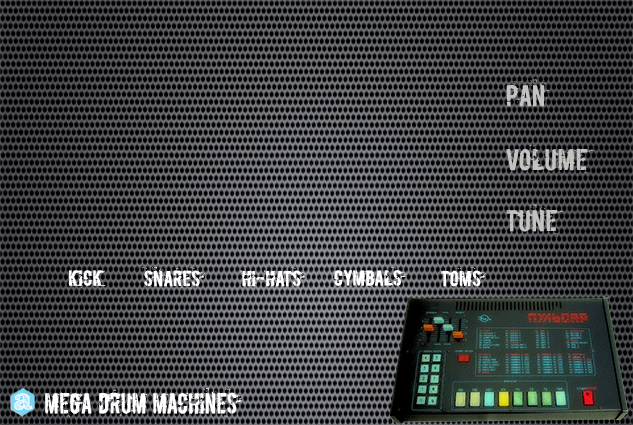 PAN
VOLUME
TUNE
KICK SNARES HI-HATS CYMBALS TOMS
MEGA DRUM MACHINES